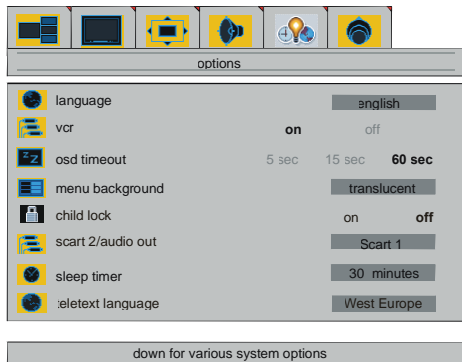 options
language english
vcr on off
osd timeout 5 sec 15 sec 60 sec
menu background translucent
child lock on off
scart 2/audio out Scart 1
sleep timer 30 minutes
teletext language West Europe
down for various system options